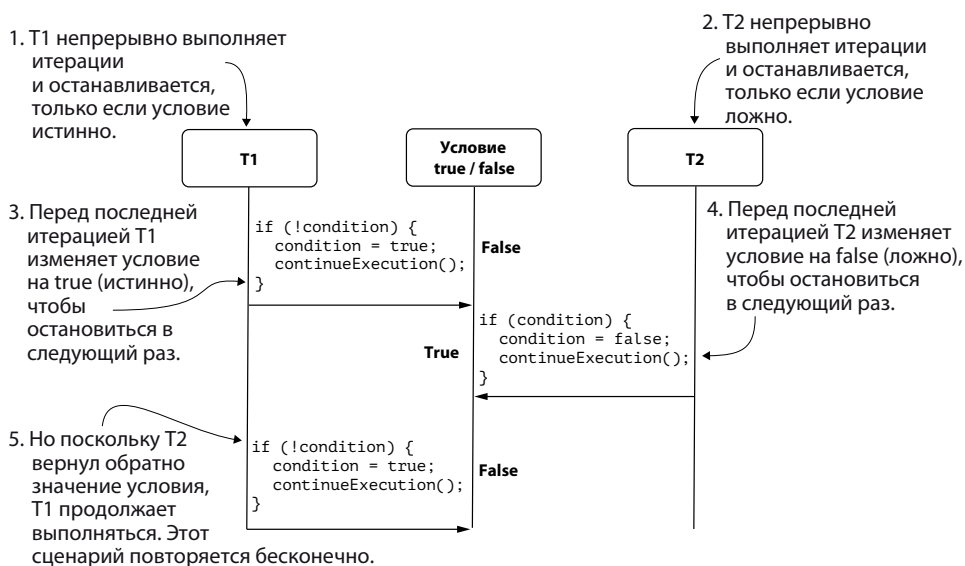 1. T1 непрерывно выполняет
итерации
и останавливается,
только если условие
истинно.
2. T2 непрерывно
выполняет итерации
и останавливается,
только если условие
ложно.
T1
Условие
true / false
T2
3. Перед последней
итерацией T1
изменяет условие
на true (истинно),
чтобы
остановиться в
следующий раз.
if (!condition) {
condition = true;
continueExecution();
}
False
4. Перед последней
итерацией T2 изменяет
условие на false (ложно),
чтобы остановиться
в следующий раз.
True
if (condition) {
condition = false;
continueExecution();
}
5. Но поскольку T2
вернул обратно
значение условия,
T1 продолжает
выполняться. Этот
сценарий повторяется бесконечно.
if (!condition) {
condition = true;
continueExecution();
}
False